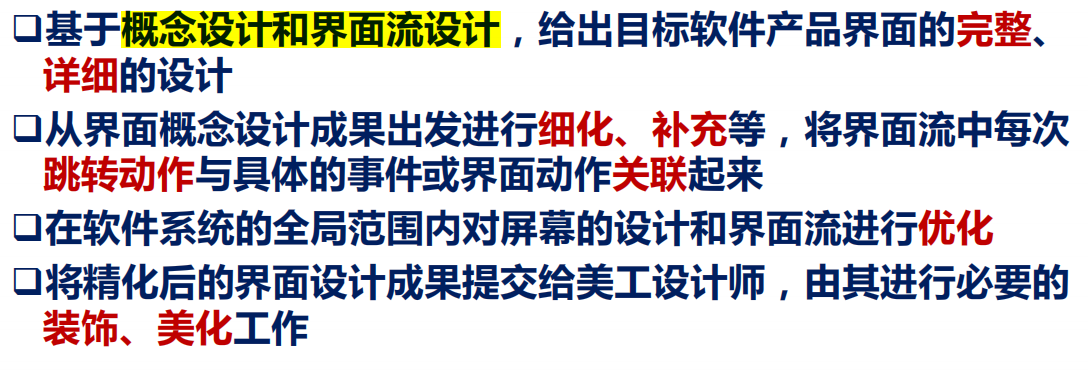 ❑基于概念设计和界面流设计，给出目标软件产品界面的完整、
详细的设计
❑从界面概念设计成果出发进行细化、补充等，将界面流中每次
跳转动作与具体的事件或界面动作关联起来
❑在软件系统的全局范围内对屏幕的设计和界面流进行优化
❑将精化后的界面设计成果提交给美工设计师，由其进行必要的
装饰、美化工作